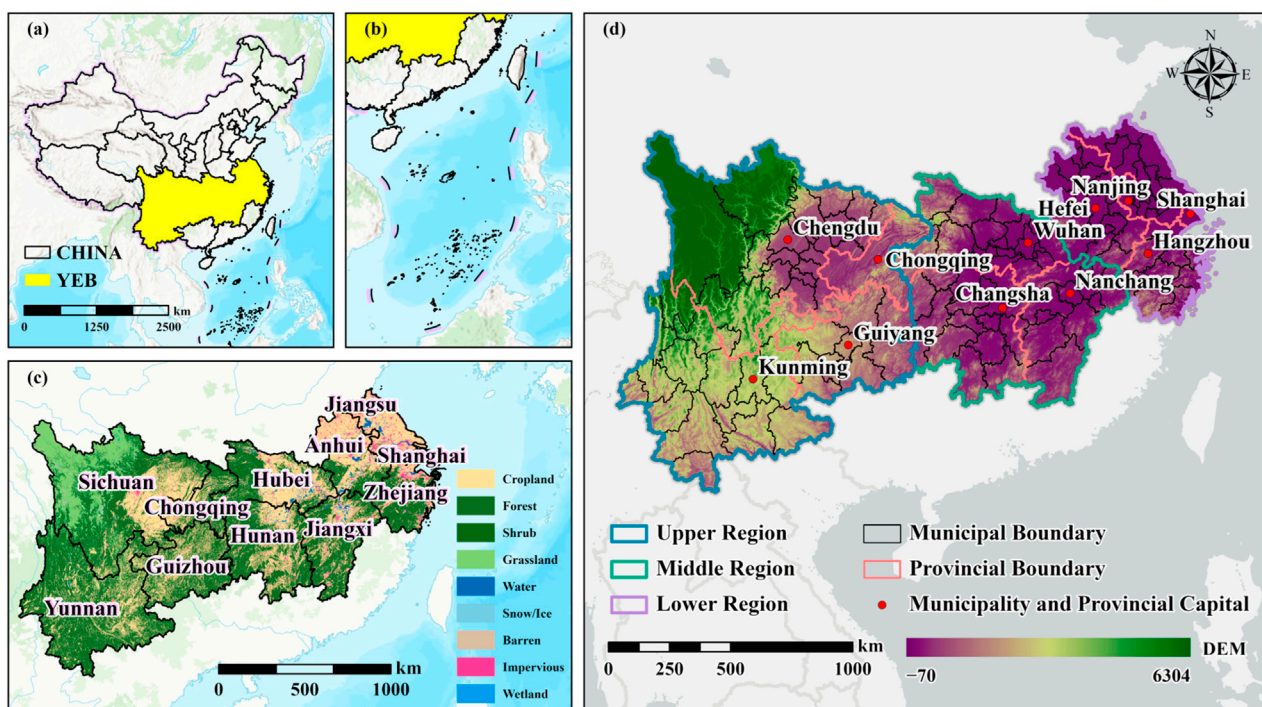 (a)
CHINA
YEB
0 1250 2500
km
(b)
(c)
Jiangsu
Anhui
Shanghai
Sichuan
Hubei
Zhejiang
Chongqing
Hunan
Jiangxi
Guizhou
Yunnan
Cropland
Forest
Shrub
Grassland
Water
Snow/Ice
Barren
Impervious
Wetland
km
0 500 1000
(d)
N
W E
S
Nanjing
Hefei
Shanghai
Wuhan
Hangzhou
Chengdu
Chongqing
Nanchang
Changsha
Guiyang
Kunming
Upper Region
Middle Region
Lower Region
Municipal Boundary
Provincial Boundary
Municipality and Provincial Capital
km
0 250 500 1000
DEM
−70 6304